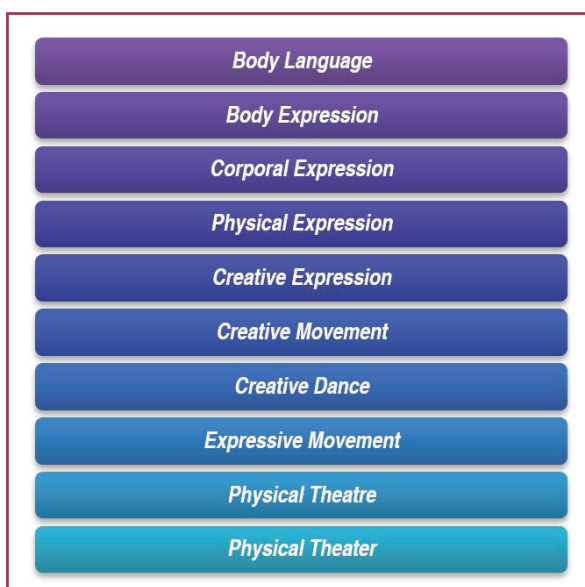 Body Language
Body Expression
Corporal Expression
Physical Expression
Creative Expression
Creative Movement
Creative Dance
Expressive Movement
Physical Theatre
Physical Theater